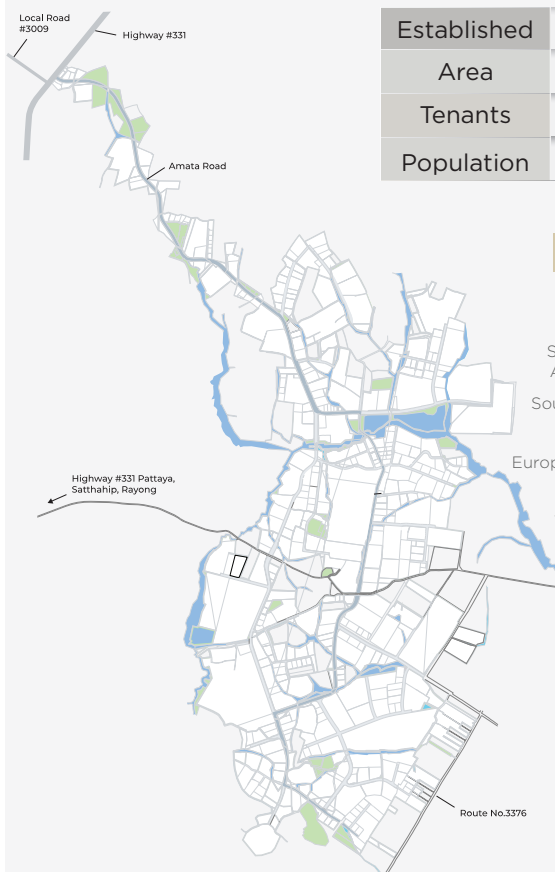 Local Road
#3009
Highway #331
Established
Area
Tenants
Population
Amata Road
Highway #331 Pattaya,
Satthahip, Rayong
Route No.3376